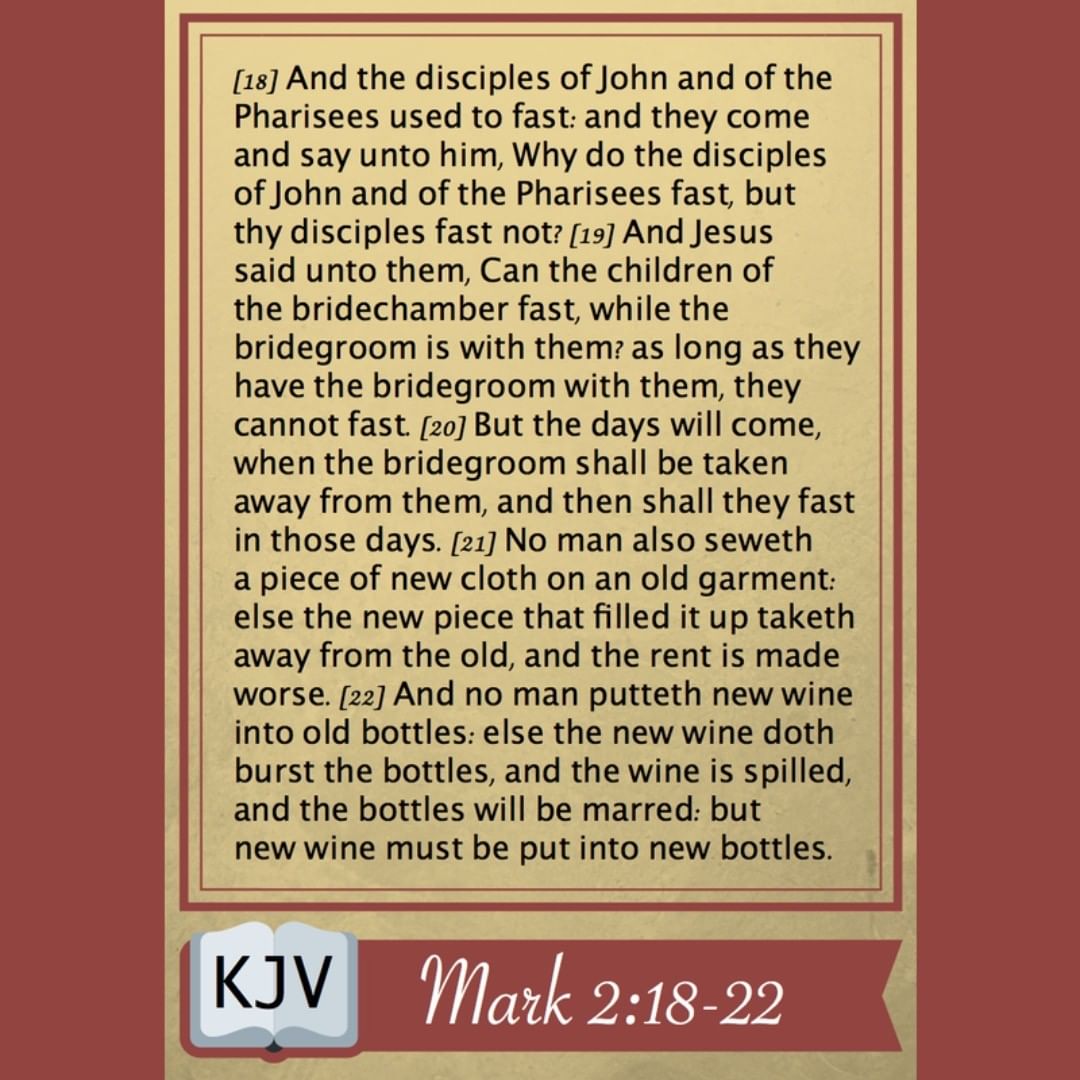 [18] And the disciples of John and of the
Pharisees used to fast: and they come
and say unto him, Why do the disciples
of John and of the Pharisees fast, but
thy disciples fast not? [19] And Jesus
said unto them, Can the children of
the bridechamber fast, while the
bridegroom is with them? as long as they
have the bridegroom with them, they
cannot fast. [20] But the days will come,
when the bridegroom shall be taken
away from them, and then shall they fast
in those days. [21] No man also seweth
a piece of new cloth on an old garment:
else the new piece that filled it up taketh
away from the old, and the rent is made
worse. [22] And no man putteth new wine
into old bottles: else the new wine doth
burst the bottles, and the wine is spilled,
and the bottles will be marred: but
new wine must be put into new bottles.
KJV
Mark 2:18-22